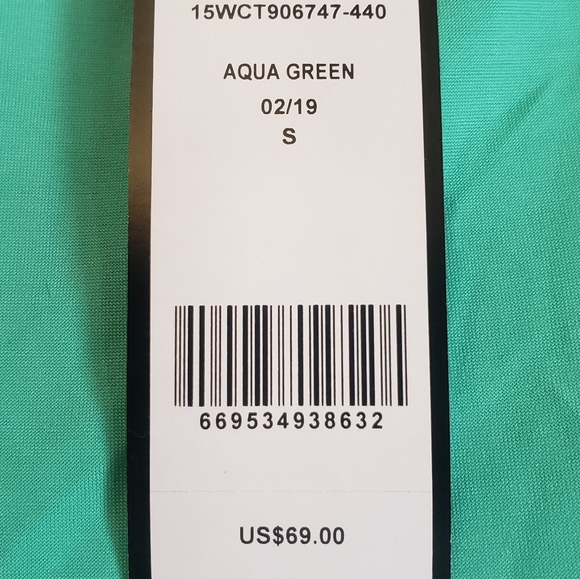 15WCT906747-440
AQUA GREEN
02/19
S
669534938632
US$69.00